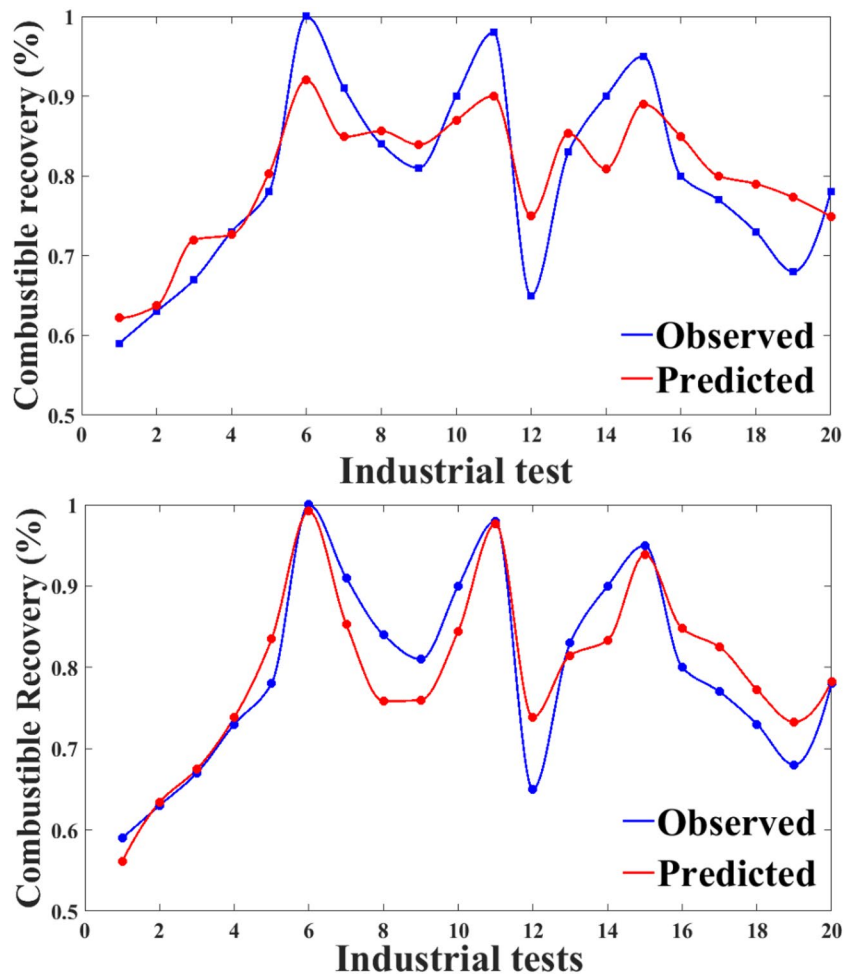 Combustible recovery (%)
1
0.9
0.8
0.7
0.6
0.5
0 2 4 6 8 10 12 14 16 18 20
Industrial test
Observed
Predicted
Combustible Recovery (%)
1
0.9
0.8
0.7
0.6
0.5
0 2 4 6 8 10 12 14 16 18 20
Industrial tests
Observed
Predicted